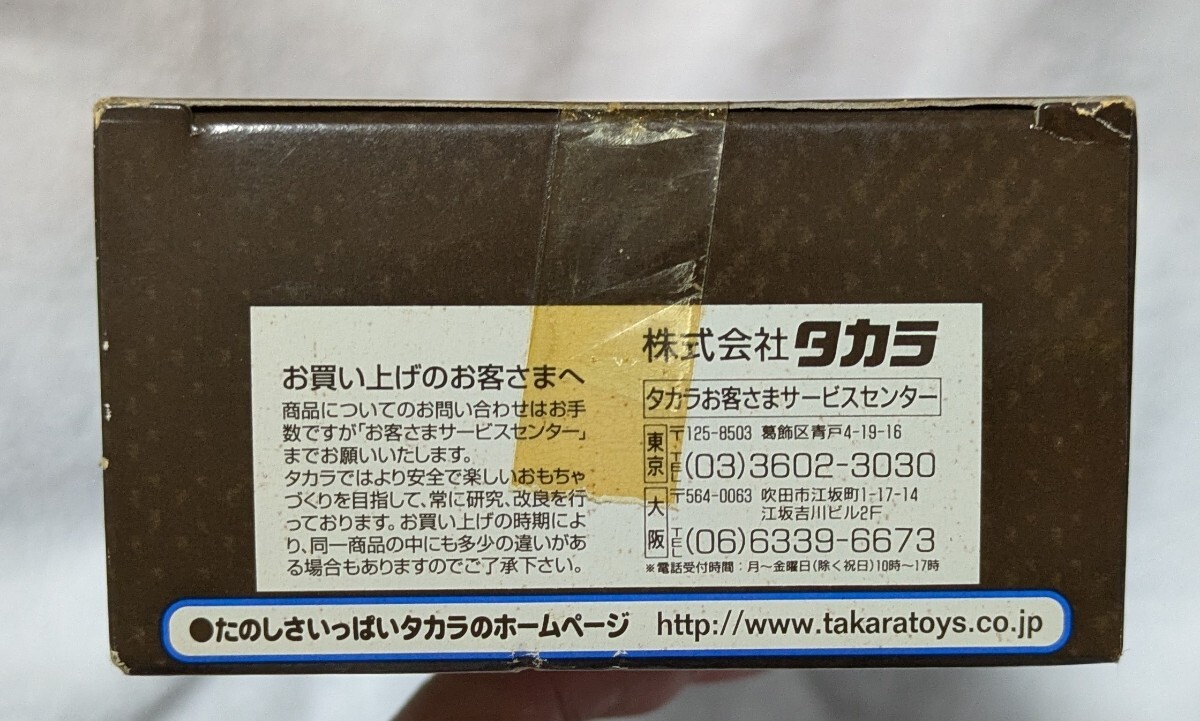 お買い上げのお客さまへ
商品についてのお問い合わせはお手
数ですが「お客さまサービスセンター」
までお願いいたします。
タカラではより安全で楽しいおもちゃ
づくりを目指して、常に研究、改良を行
っております。お買い上げの時期によ
り、同一商品の中にも多少の違いがあ
る場合もありますのでご了承下さい。
株式会社タカラ
タカラお客さまサービスセンター
東京 〒125-8503 葛飾区青戸4-19-16
TEL(03)3602-3030
大阪 〒564-0063 吹田市江坂町1-17-14
江坂吉川ビル2F
TEL(06)6339-6673
※電話受付時間：月～金曜日(除く祝日)10時～17時
●たのしさいっぱいタカラのホームページ http://www.takaratoys.co.jp